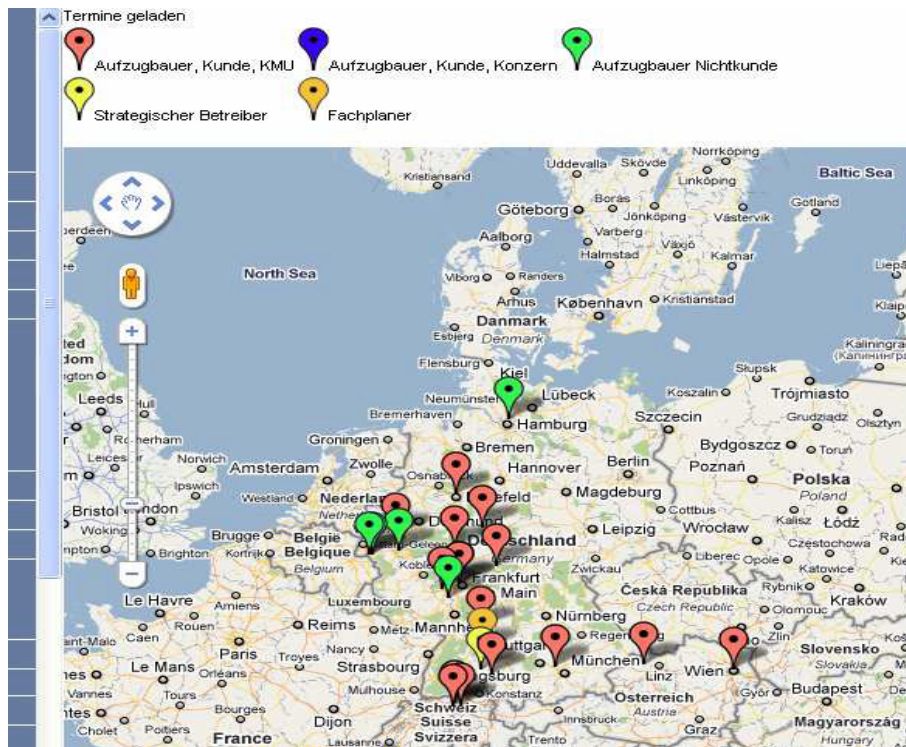 Termine geladen
Aufzugbauer, Kunde, KMU Aufzugbauer, Kunde, Konzern Aufzugbauer Nichtkunde
Strategischer Betreiber Fachplaner
Norrköping
Uddevalla Skövde
Linköping
Kristiansand
Baltic Sea
Göteborg Borås
Jönköping Västervik
Gotland
Varberg
Aalborg
Växjö
Halmstad Kalmar
North Sea
Viborg Randers
Århus
København Kristianstad
Danmark
Esbjerg Denmark
Kaliningrad
Flensburg
Kiel
Słupsk
Leeds
Hull
Neumünster Lübeck
Koszalin Trójmiasto
Bremerhaven
Hamburg
Szczecin
Grudziądz
Olsztyn
Groningen
Bremen
Bydgoszcz
Toruń
Norwich
Zwolle
Berlin
Amsterdam
Hannover
Poznań
Ipswich
Magdeburg
Polska
Poland
London
Cottbus
Kalisz
Łódź
Bristol
Brugge
Leipzig
Wrocław
België
Deutschland
Opole
Częstochowa
Brighton
Kortrijk
Belgique
Germany
Liberec
Belgium
Zwickau
Katowice
Frankfurt
Rybnik
Kraków
Le Havre
Amiens
Luxembourg
Main
Česká Republika
Czech Republic
Olomouc
Caen
Rouen
Reims
Nürnberg
Zlin
Metz
Paris
Nancy
Slovensko
Slovakia
Strasbourg
München
Le Mans
Troyes
Linz
Wien
Orléans
Mulhouse
Konstanz
Österreich
Győr
Budapest
Tours
Bourges
Dijon
Schweiz
Suisse
Svizzera
Austria
Innsbruck
Graz
Magyarország
Hungary
Cholet
Poitiers
France
Lausanne
Trento